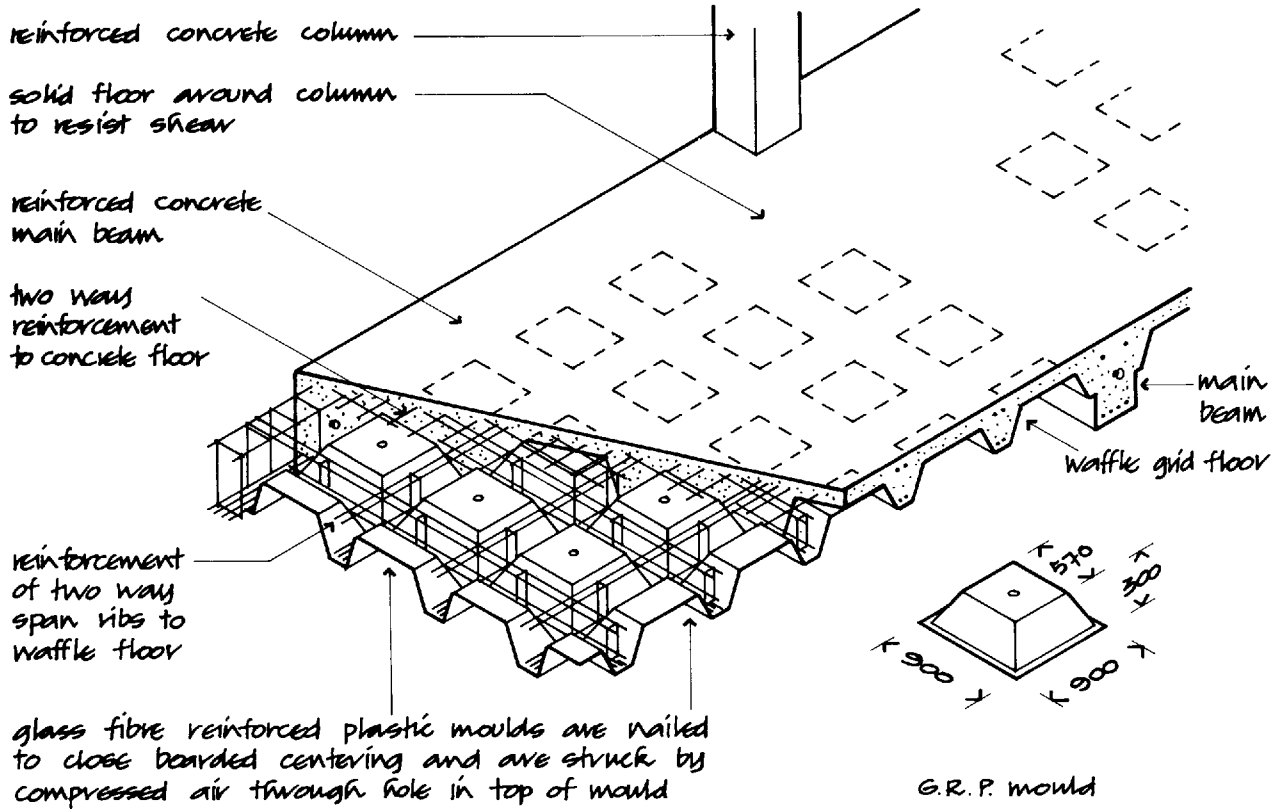 reinforced concrete column
solid floor around column
to resist shear
reinforced concrete
main beam
two way
reinforcement
to concrete floor
main
beam
waffle grid floor
reinforcement
of two way
span ribs to
waffle floor
570
300
900
900
glass fibre reinforced plastic moulds are nailed
to close boarded centering and are struck by
compressed air through hole in top of mould
G.R.P. mould